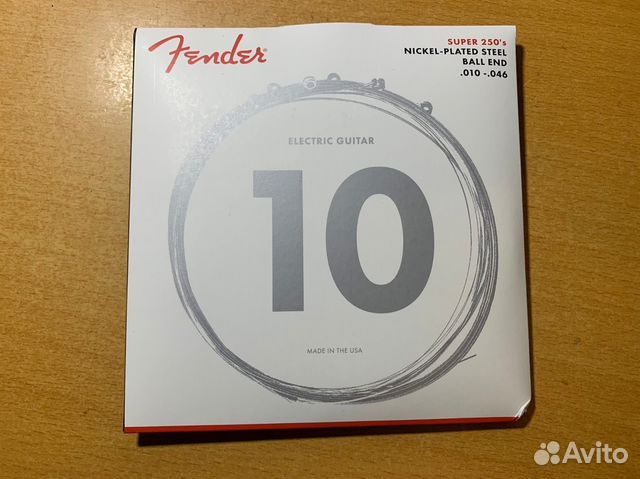 Fender
SUPER 250's
NICKEL-PLATED STEEL
BALL END
.010 -.046
ELECTRIC GUITAR
10
MADE IN THE USA
Avito